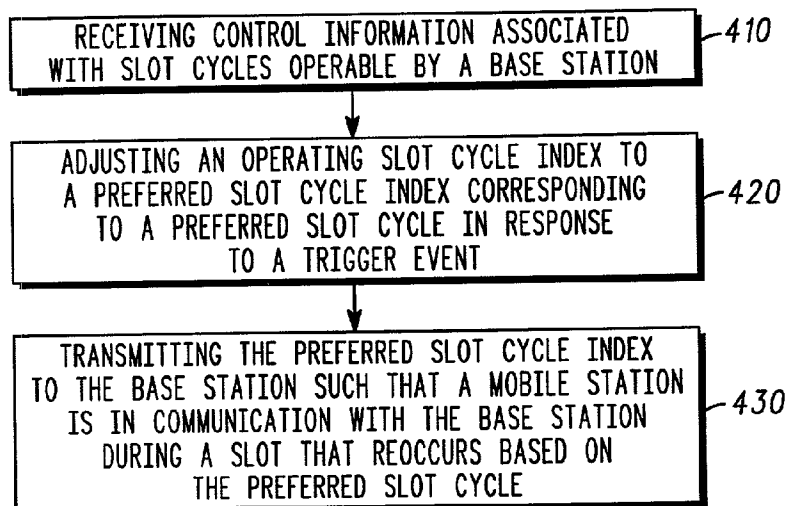 RECEIVING CONTROL INFORMATION ASSOCIATED
WITH SLOT CYCLES OPERABLE BY A BASE STATION
410
ADJUSTING AN OPERATING SLOT CYCLE INDEX TO
A PREFERRED SLOT CYCLE INDEX CORRESPONDING
TO A PREFERRED SLOT CYCLE IN RESPONSE
TO A TRIGGER EVENT
420
TRANSMITTING THE PREFERRED SLOT CYCLE INDEX
TO THE BASE STATION SUCH THAT A MOBILE STATION
IS IN COMMUNICATION WITH THE BASE STATION
DURING A SLOT THAT REOCCURS BASED ON
THE PREFERRED SLOT CYCLE
430